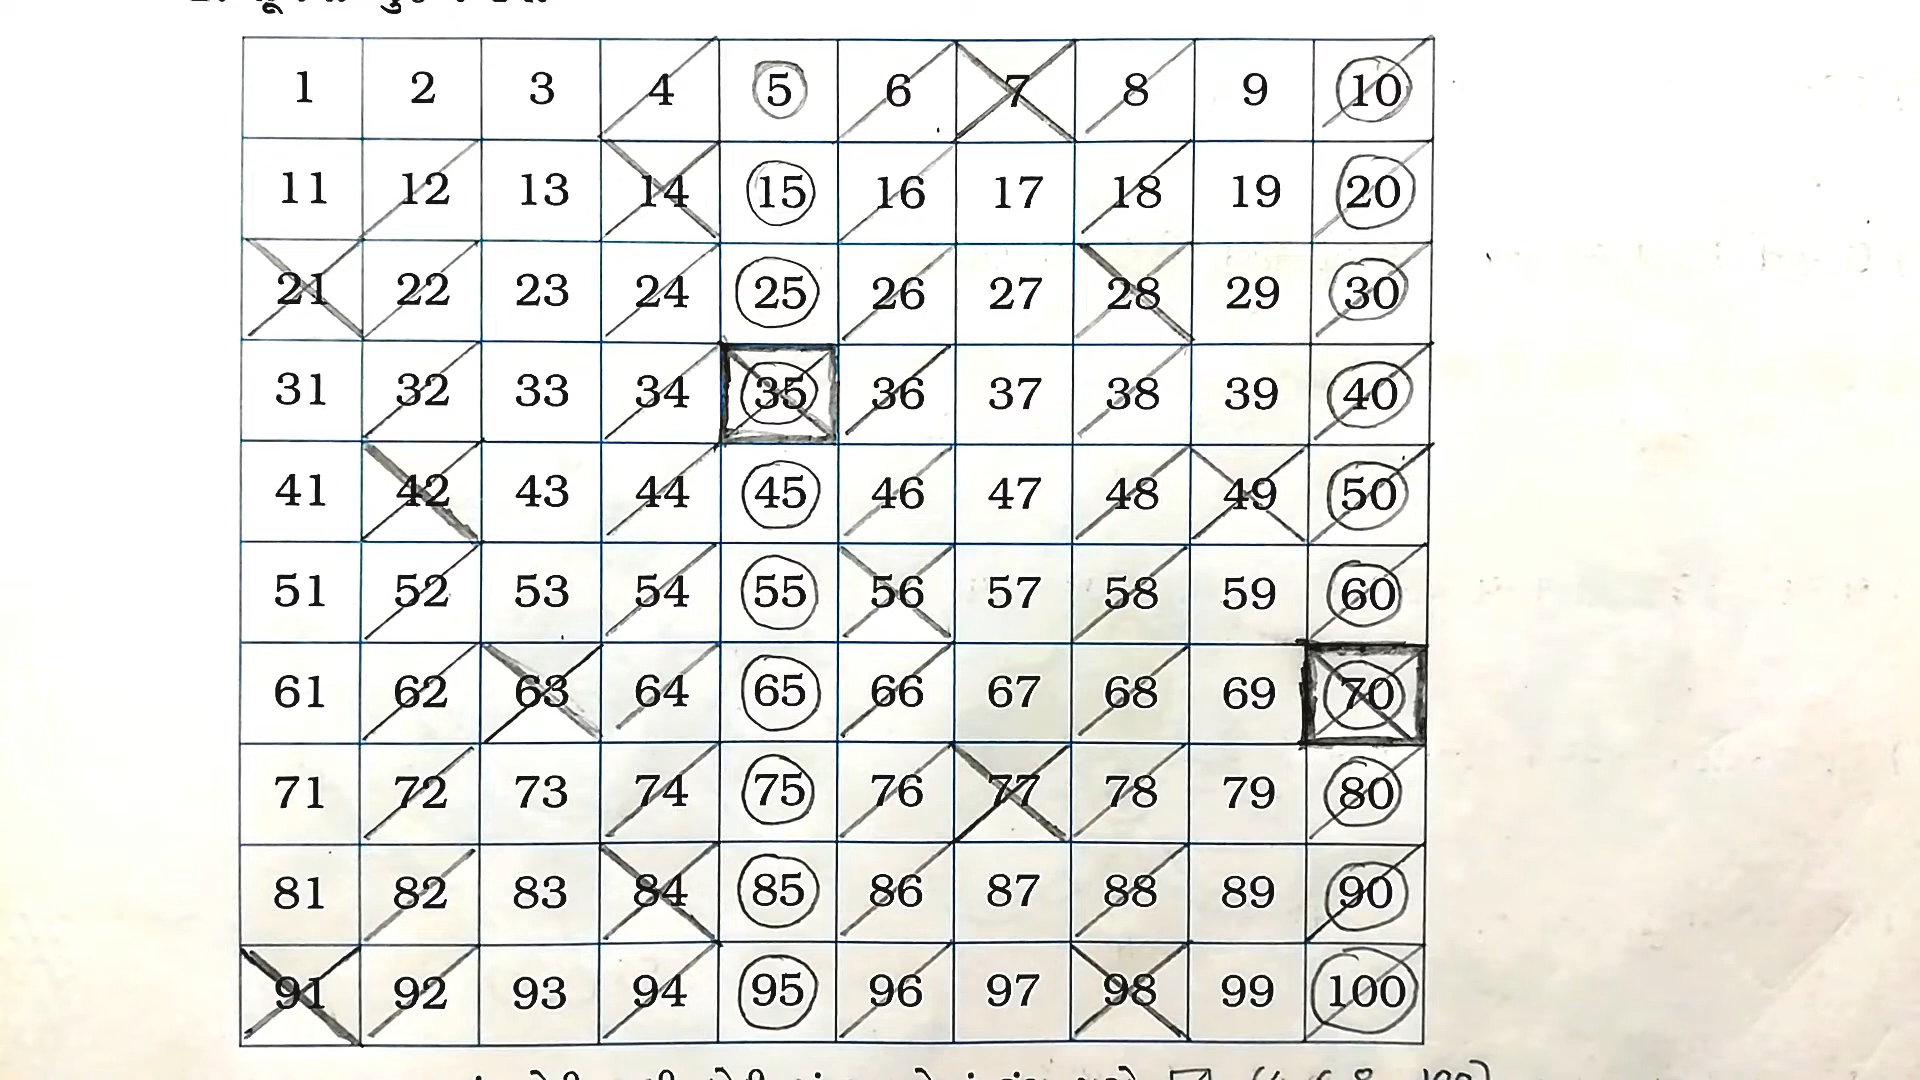 1 2 3 4 5 6 7 8 9 10
11 12 13 14 15 16 17 18 19 20
21 22 23 24 25 26 27 28 29 30
31 32 33 34 35 36 37 38 39 40
41 42 43 44 45 46 47 48 49 50
51 52 53 54 55 56 57 58 59 60
61 62 63 64 65 66 67 68 69 70
71 72 73 74 75 76 77 78 79 80
81 82 83 84 85 86 87 88 89 90
91 92 93 94 95 96 97 98 99 100